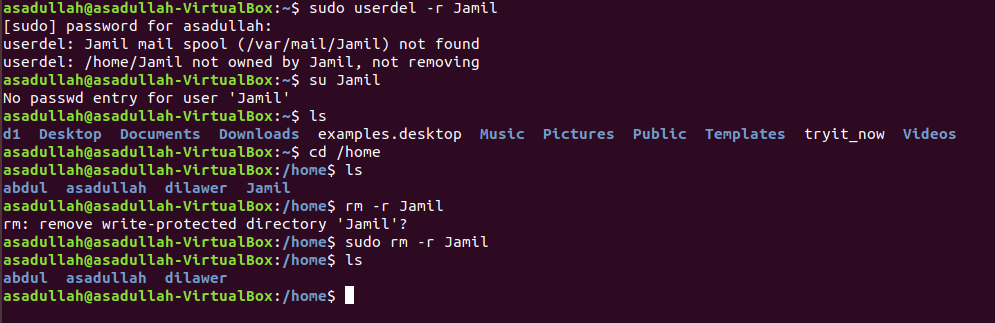 asadullah@asadullah-VirtualBox:~$ sudo userdel -r Jamil
[sudo] password for asadullah:
userdel: Jamil mail spool (/var/mail/Jamil) not found
userdel: /home/Jamil not owned by Jamil, not removing
asadullah@asadullah-VirtualBox:~$ su Jamil
No passwd entry for user 'Jamil'
asadullah@asadullah-VirtualBox:~$ ls
d1  Desktop  Documents  Downloads  examples.desktop  Music  Pictures  Public  Templates  tryit_now  Videos
asadullah@asadullah-VirtualBox:~$ cd /home
asadullah@asadullah-VirtualBox:/home$ ls
abdul  asadullah  dilawer  Jamil
asadullah@asadullah-VirtualBox:/home$ rm -r Jamil
rm: remove write-protected directory 'Jamil'?
asadullah@asadullah-VirtualBox:/home$ sudo rm -r Jamil
asadullah@asadullah-VirtualBox:/home$ ls
abdul  asadullah  dilawer
asadullah@asadullah-VirtualBox:/home$